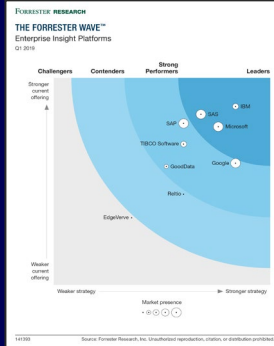 FORRESTER RESEARCH
THE FORRESTER WAVE™
Enterprise Insight Platforms
Q1 2019
Challengers Contenders Strong Performers Leaders
Stronger current offering
IBM
SAS
SAP
Microsoft
TIBCO Software
GoodData
Google
Reltio
EdgeVerve
Weaker current offering
Weaker strategy Stronger strategy
Market presence
141393 Source: Forrester Research, Inc. Unauthorized reproduction, citation, or distribution prohibited.